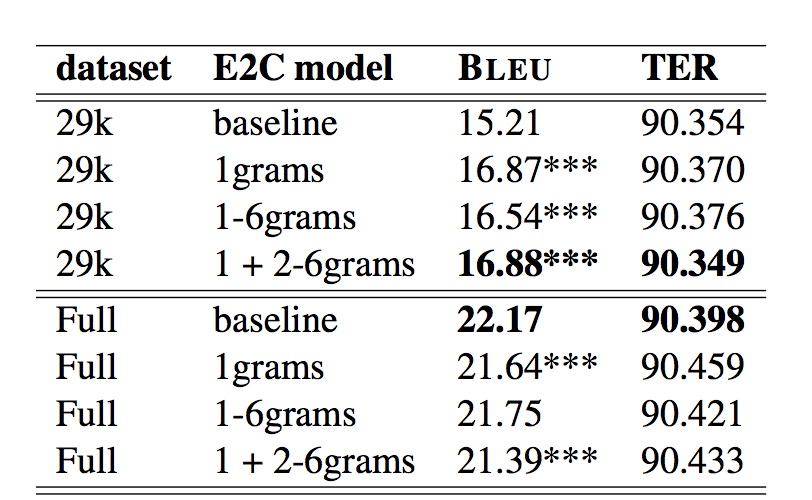 dataset E2C model BLEU TER
29k baseline 15.21 90.354
29k 1grams 16.87*** 90.370
29k 1-6grams 16.54*** 90.376
29k 1 + 2-6grams 16.88*** 90.349
Full baseline 22.17 90.398
Full 1grams 21.64*** 90.459
Full 1-6grams 21.75 90.421
Full 1 + 2-6grams 21.39*** 90.433